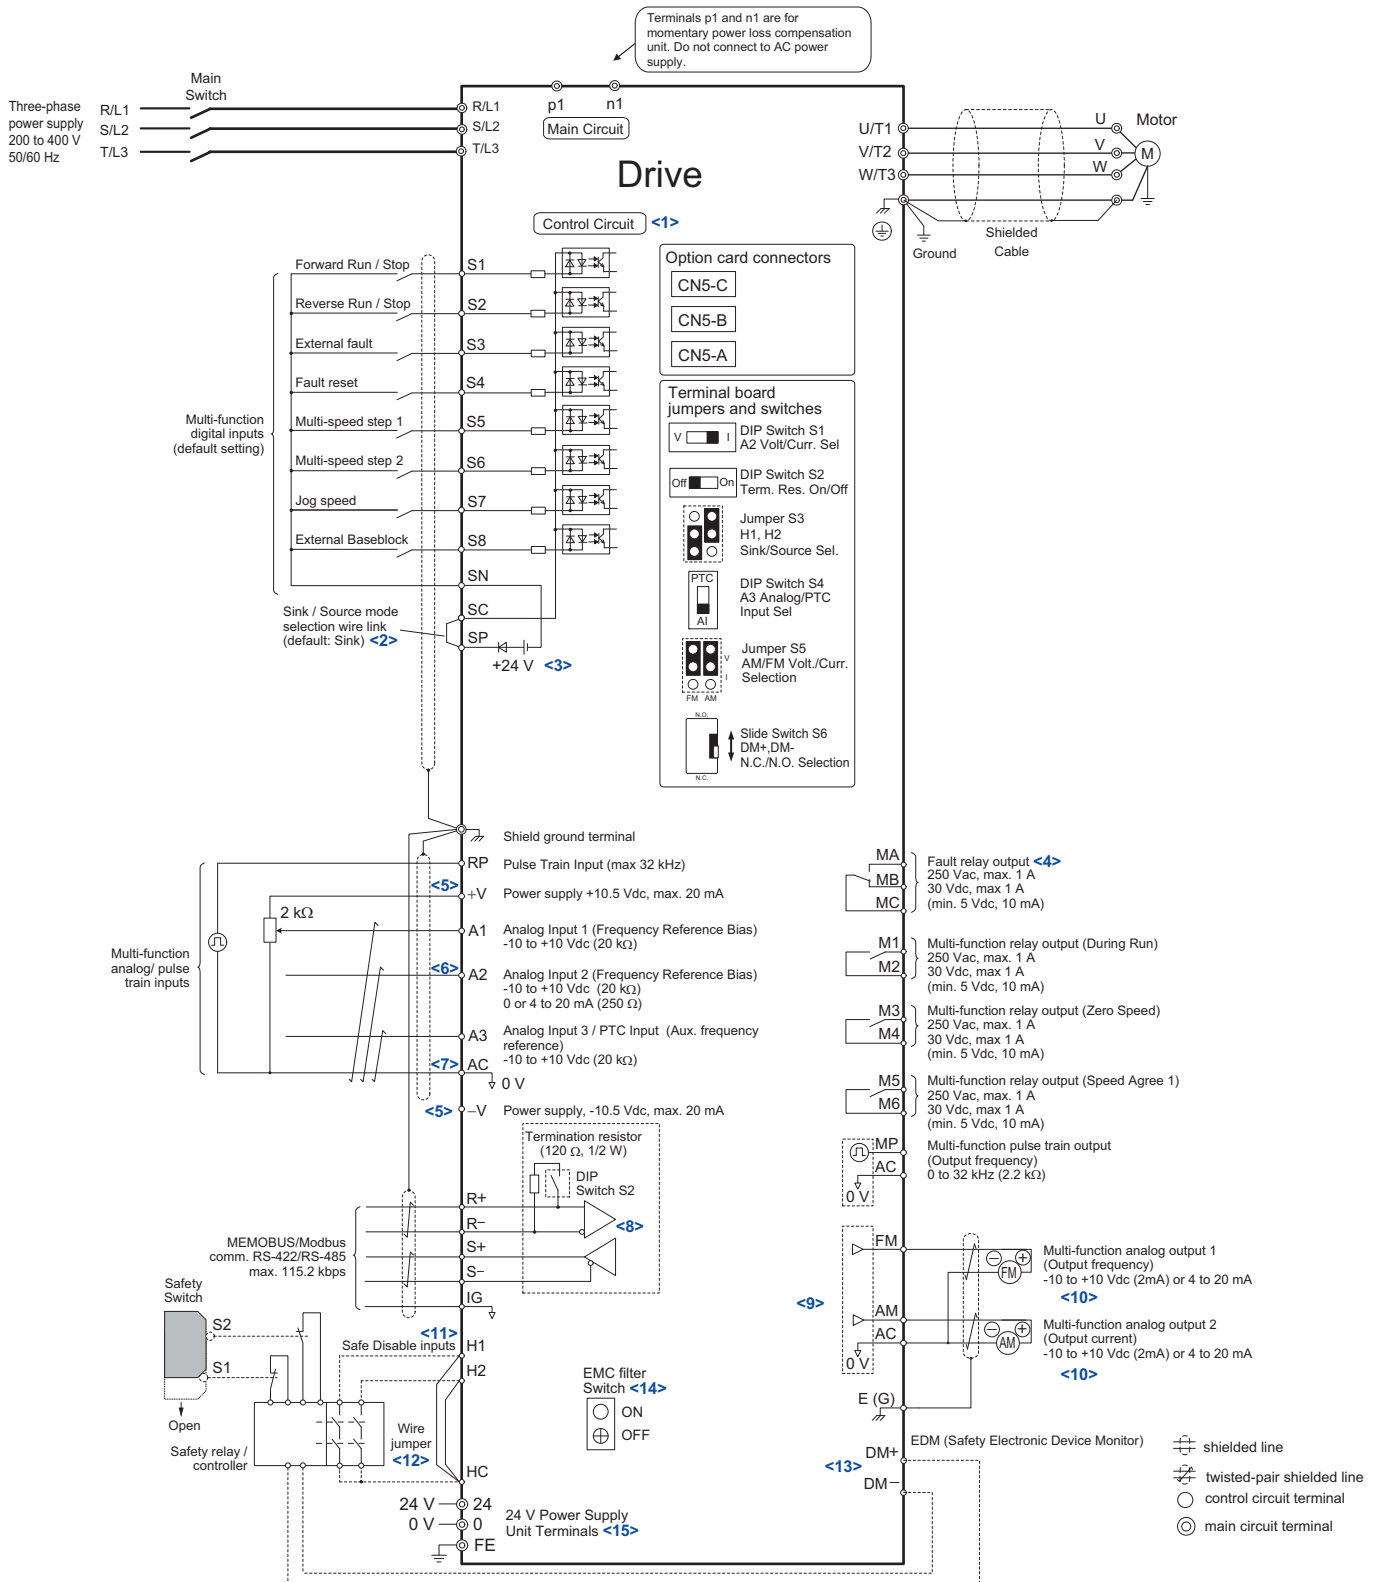 Terminals p1 and n1 are for
momentary power loss compensation
unit. Do not connect to AC power
supply.
Main
Switch
Three-phase
power supply
200 to 400 V
50/60 Hz
R/L1
S/L2
T/L3
R/L1
S/L2
T/L3
p1
n1
Main Circuit
Drive
U/T1
V/T2
W/T3
U
V
W
Motor
M
Ground
Shielded
Cable
Control Circuit <1>
Option card connectors
CN5-C
CN5-B
CN5-A
Terminal board
jumpers and switches
V I
DIP Switch S1
A2 Volt/Curr. Sel
Off On
DIP Switch S2
Term. Res. On/Off
Jumper S3
H1, H2
Sink/Source Sel.
PTC
AI
DIP Switch S4
A3 Analog/PTC
Input Sel
V
I
FM AM
Jumper S5
AM/FM Volt./Curr.
Selection
N.O.
N.C.
Slide Switch S6
DM+,DM-
N.C./N.O. Selection
Multi-function
digital inputs
(default setting)
Forward Run / Stop
S1
Reverse Run / Stop
S2
External fault
S3
Fault reset
S4
Multi-speed step 1
S5
Multi-speed step 2
S6
Jog speed
S7
External Baseblock
S8
SN
SC
SP
Sink / Source mode
selection wire link
(default: Sink) <2>
+24 V <3>
Shield ground terminal
Multi-function
analog/ pulse
train inputs
2 kΩ
RP
Pulse Train Input (max 32 kHz)
<5>
+V
Power supply +10.5 Vdc, max. 20 mA
A1
Analog Input 1 (Frequency Reference Bias)
-10 to +10 Vdc (20 kΩ)
<6>
A2
Analog Input 2 (Frequency Reference Bias)
-10 to +10 Vdc (20 kΩ)
0 or 4 to 20 mA (250 Ω)
A3
Analog Input 3 / PTC Input (Aux. frequency
reference)
-10 to +10 Vdc (20 kΩ)
<7>
AC
0 V
<5>
−V
Power supply, -10.5 Vdc, max. 20 mA
Termination resistor
(120 Ω, 1/2 W)
DIP
Switch S2
<8>
MEMOBUS/Modbus
comm. RS-422/RS-485
max. 115.2 kbps
R+
R−
S+
S−
IG
Safety
Switch
S2
S1
Open
Safety relay /
controller
<11>
Safe Disable inputs
H1
H2
Wire
jumper
<12>
HC
EMC filter
Switch <14>
ON
OFF
24 V
0 V
24
0
FE
24 V Power Supply
Unit Terminals <15>
MA
MB
MC
Fault relay output <4>
250 Vac, max. 1 A
30 Vdc, max 1 A
(min. 5 Vdc, 10 mA)
M1
M2
Multi-function relay output (During Run)
250 Vac, max. 1 A
30 Vdc, max 1 A
(min. 5 Vdc, 10 mA)
M3
M4
Multi-function relay output (Zero Speed)
250 Vac, max. 1 A
30 Vdc, max 1 A
(min. 5 Vdc, 10 mA)
M5
M6
Multi-function relay output (Speed Agree 1)
250 Vac, max. 1 A
30 Vdc, max 1 A
(min. 5 Vdc, 10 mA)
MP
AC
0 V
Multi-function pulse train output
(Output frequency)
0 to 32 kHz (2.2 kΩ)
<9>
FM
FM
Multi-function analog output 1
(Output frequency)
-10 to +10 Vdc (2mA) or 4 to 20 mA
<10>
AM
AC
0 V
AM
Multi-function analog output 2
(Output current)
-10 to +10 Vdc (2mA) or 4 to 20 mA
<10>
E (G)
EDM (Safety Electronic Device Monitor)
<13>
DM+
DM−
shielded line
twisted-pair shielded line
control circuit terminal
main circuit terminal